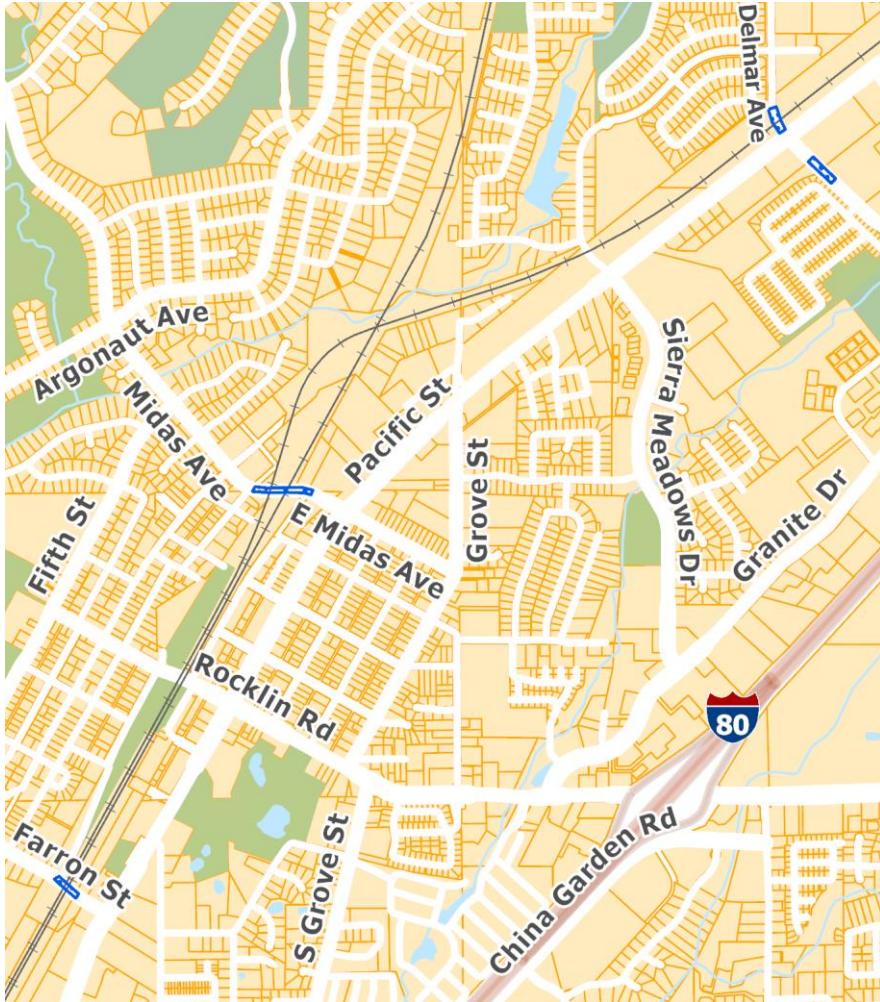 Delmar Ave
Argonaut Ave
Sierra Meadows Dr
Midas Ave
Pacific St
Grove St
Granite Dr
Fifth St
E Midas Ave
Rocklin Rd
80
China Garden Rd
Farron St
S Grove St